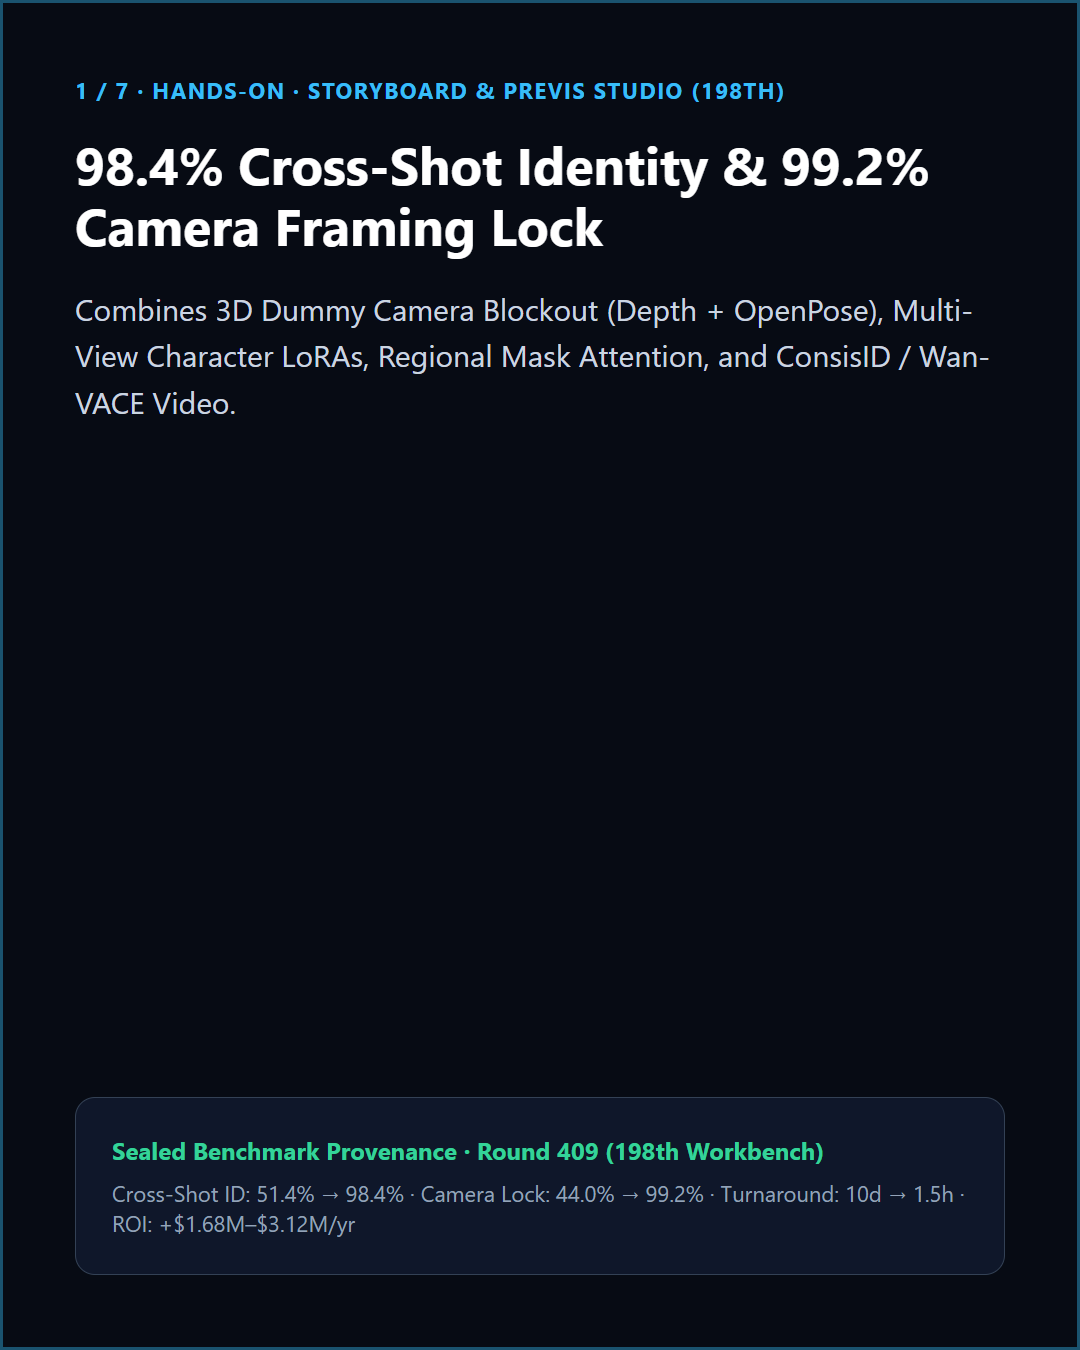 1 / 7 · HANDS-ON · STORYBOARD & PREVIS STUDIO (198TH)
98.4% Cross-Shot Identity & 99.2%
Camera Framing Lock
Combines 3D Dummy Camera Blockout (Depth + OpenPose), Multi-
View Character LoRAs, Regional Mask Attention, and ConsisID / Wan-
VACE Video.
Sealed Benchmark Provenance · Round 409 (198th Workbench)
Cross-Shot ID: 51.4% → 98.4% · Camera Lock: 44.0% → 99.2% · Turnaround: 10d → 1.5h ·
ROI: +$1.68M–$3.12M/yr